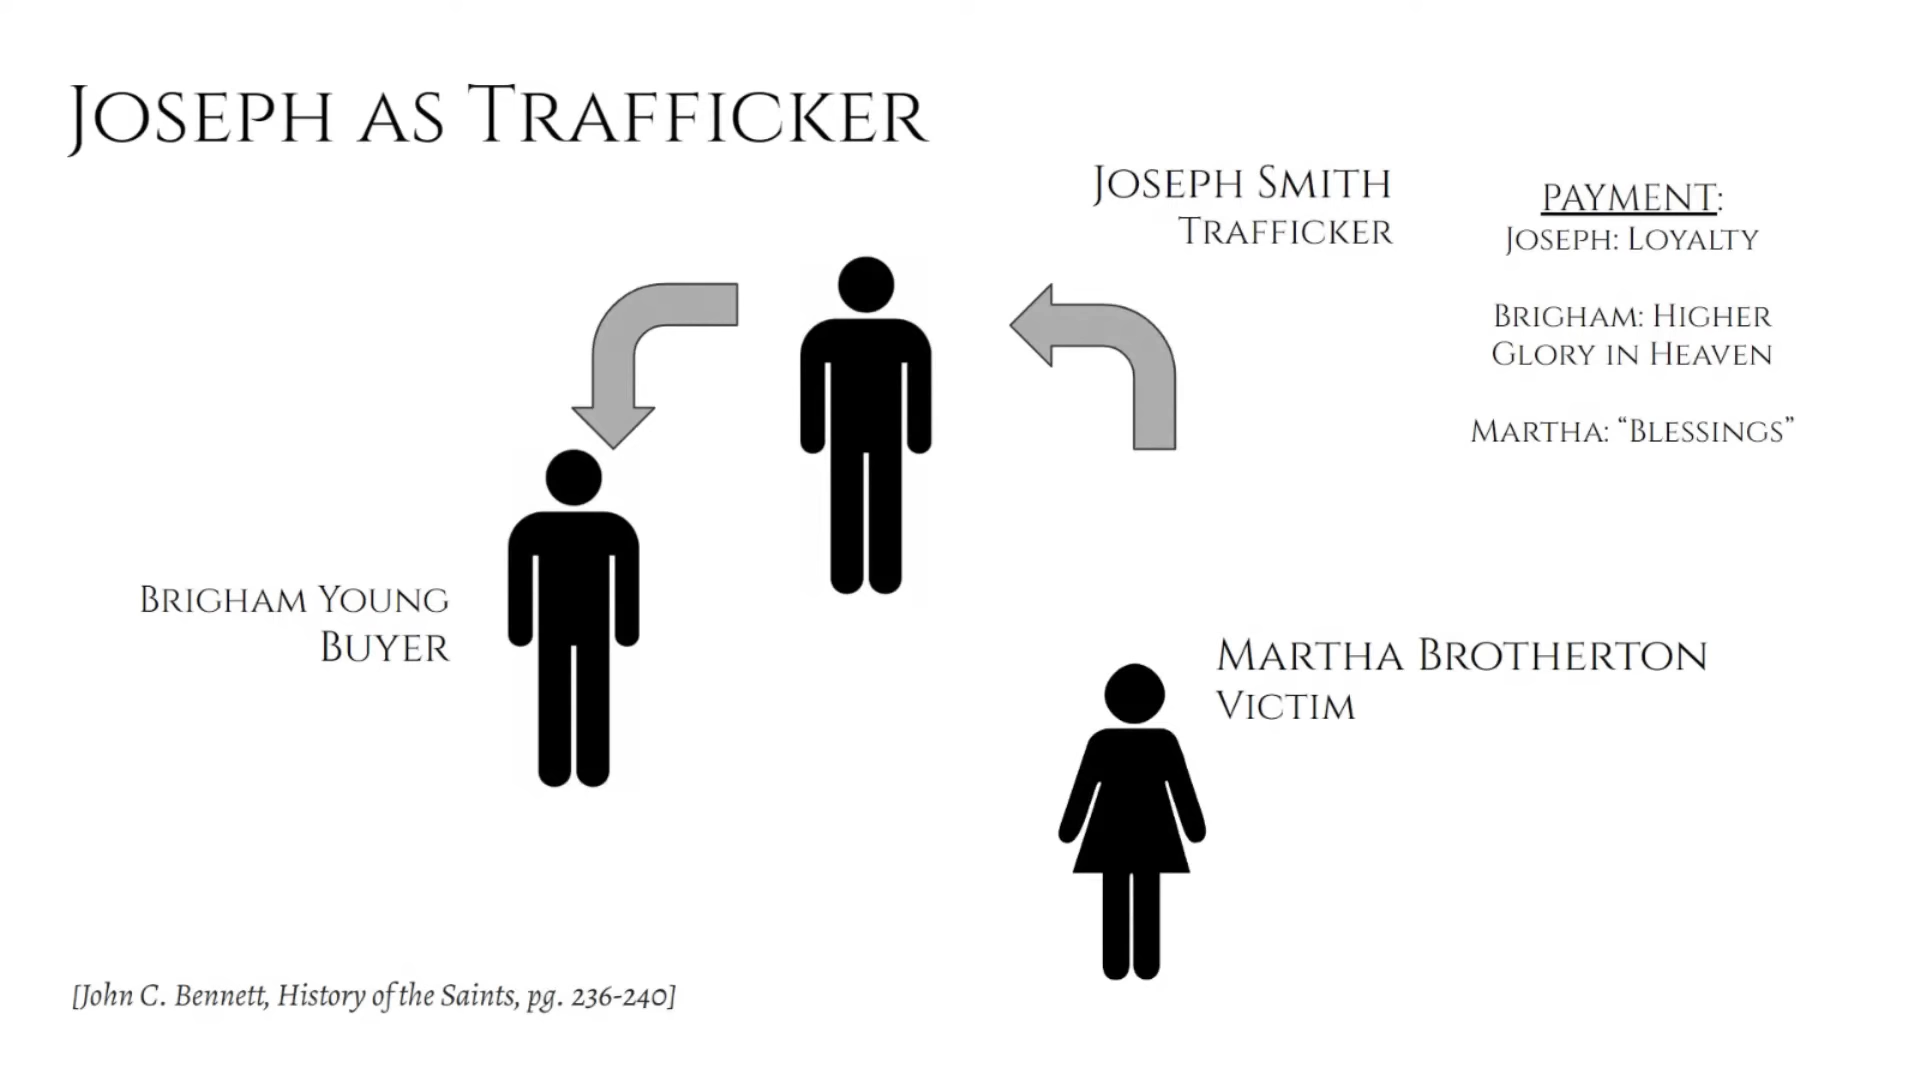 Joseph as Trafficker
Joseph Smith
Trafficker
Payment:
Joseph: Loyalty
Brigham: Higher
Glory in Heaven
Martha: “Blessings”
Brigham Young
Buyer
Martha Brotherton
Victim
[John C. Bennett, History of the Saints, pg. 236-240]